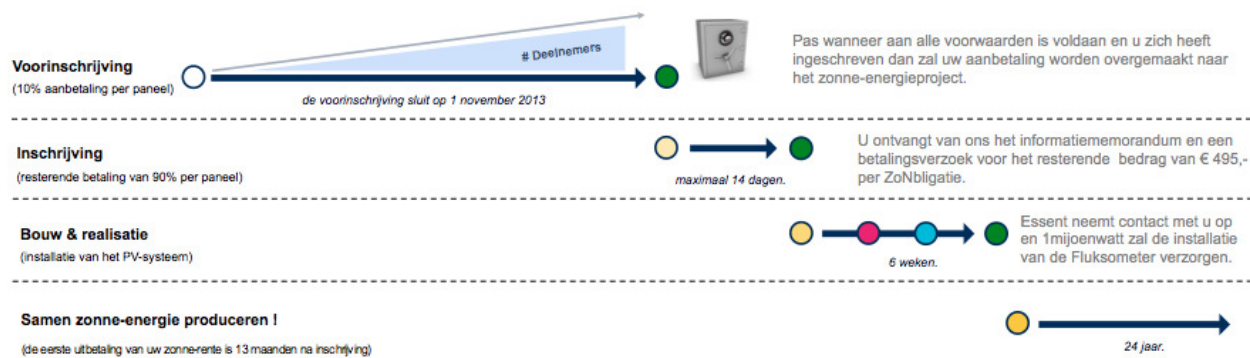 # Deelnemers
Voorinschrijving
(10% aanbetaling per paneel)
de voorinschrijving sluit op 1 november 2013
Pas wanneer aan alle voorwaarden is voldaan en u zich heeft
ingeschreven dan zal uw aanbetaling worden overgemaakt naar
het zonne-energieproject.
Inschrijving
(resterende betaling van 90% per paneel)
maximaal 14 dagen.
U ontvangt van ons het informatiememorandum en een
betalingsverzoek voor het resterende bedrag van € 495,-
per ZoNbligatie.
Bouw & realisatie
(installatie van het PV-systeem)
6 weken.
Essent neemt contact met u op
en 1mijoenwatt zal de installatie
van de Fluksometer verzorgen.
Samen zonne-energie produceren !
(de eerste uitbetaling van uw zonne-rente is 13 maanden na inschrijving)
24 jaar.